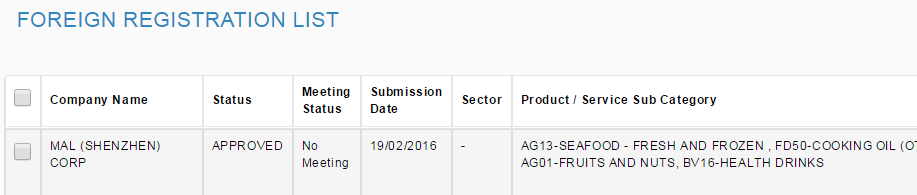 FOREIGN REGISTRATION LIST
Company Name
Status
Meeting
Status
Submission
Date
Sector
Product / Service Sub Category
MAL (SHENZHEN)
CORP
APPROVED
No
Meeting
19/02/2016
-
AG13-SEAFOOD - FRESH AND FROZEN , FD50-COOKING OIL
AG01-FRUITS AND NUTS, BV16-HEALTH DRINKS